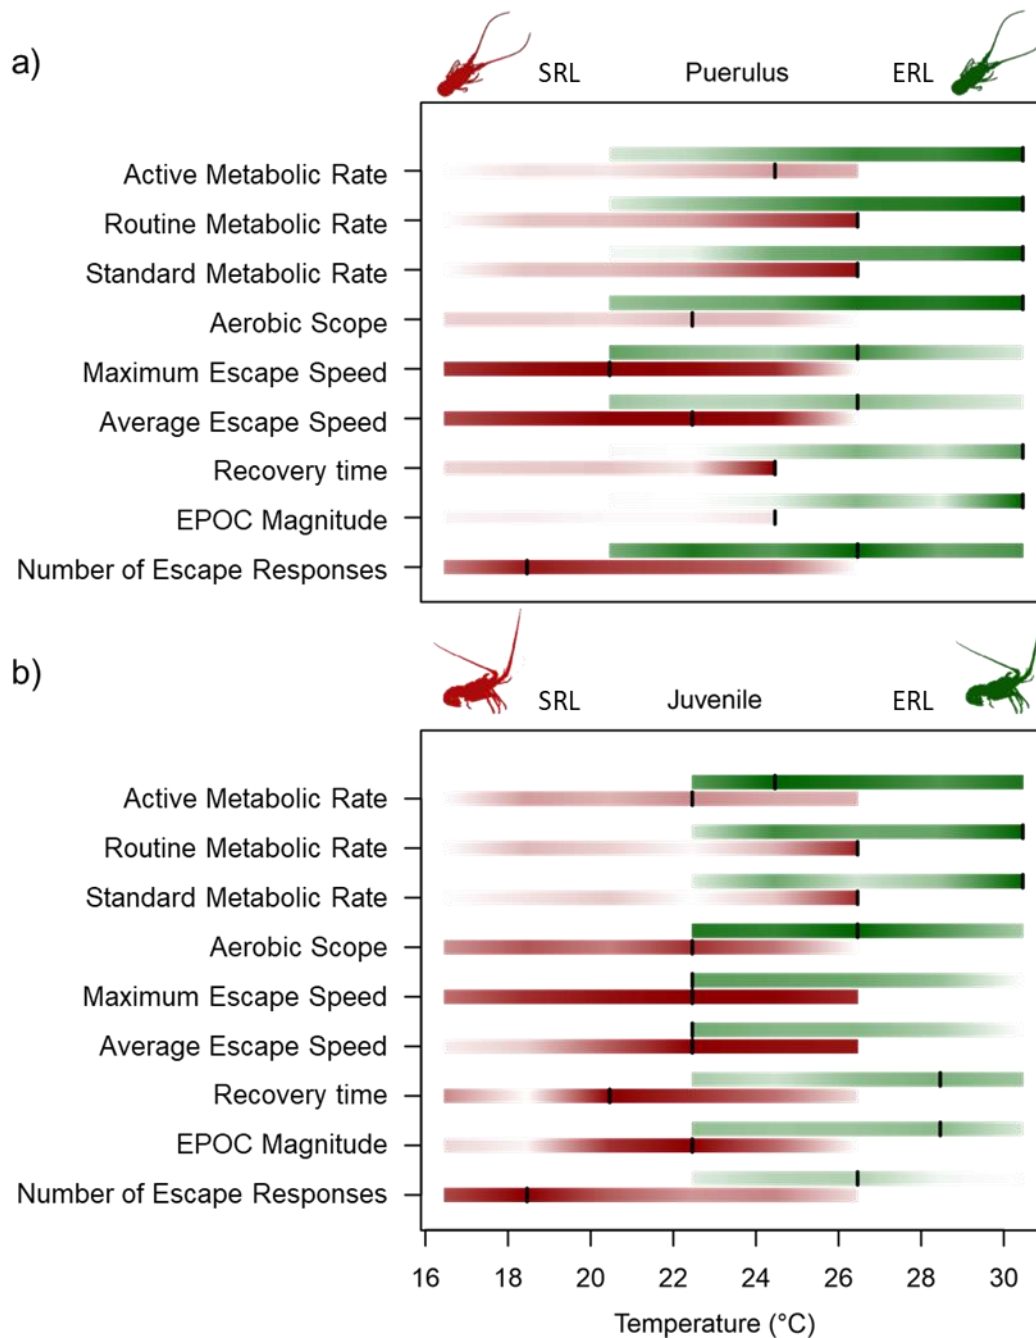 a)
SRL Puerulus ERL
Active Metabolic Rate
Routine Metabolic Rate
Standard Metabolic Rate
Aerobic Scope
Maximum Escape Speed
Average Escape Speed
Recovery time
EPOC Magnitude
Number of Escape Responses
b)
SRL Juvenile ERL
Active Metabolic Rate
Routine Metabolic Rate
Standard Metabolic Rate
Aerobic Scope
Maximum Escape Speed
Average Escape Speed
Recovery time
EPOC Magnitude
Number of Escape Responses
16 18 20 22 24 26 28 30
Temperature (°C)